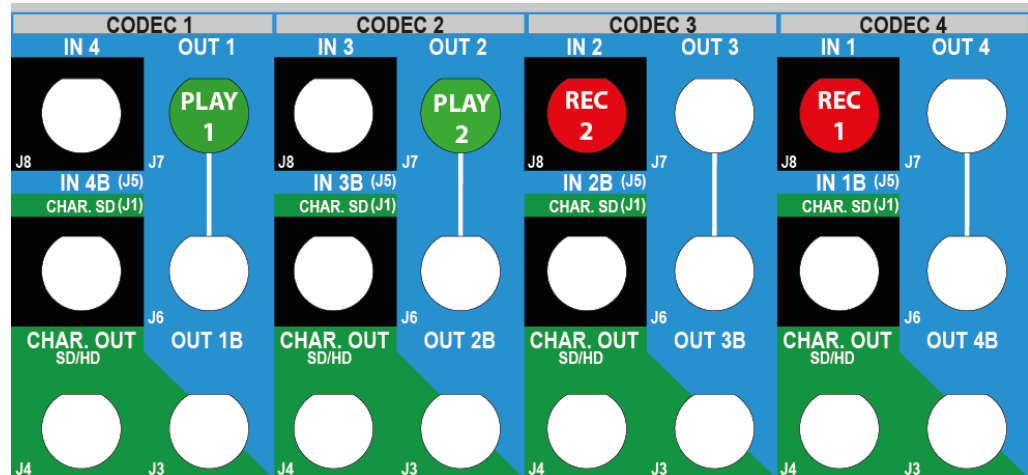 CODEC 1 CODEC 2 CODEC 3 CODEC 4
IN 4 OUT 1 IN 3 OUT 2 IN 2 OUT 3 IN 1 OUT 4
PLAY PLAY REC REC
1 2 2 1
J8 J7 J8 J7 J8 J7 J8 J7
IN 4B (J5) IN 3B (J5) IN 2B (J5) IN 1B (J5)
CHAR. SD (J1) CHAR. SD (J1) CHAR. SD (J1) CHAR. SD (J1)
J6 J6 J6 J6
CHAR. OUT OUT 1B CHAR. OUT OUT 2B CHAR. OUT OUT 3B CHAR. OUT OUT 4B
SD/HD SD/HD SD/HD SD/HD
J4 J3 J4 J3 J4 J3 J4 J3